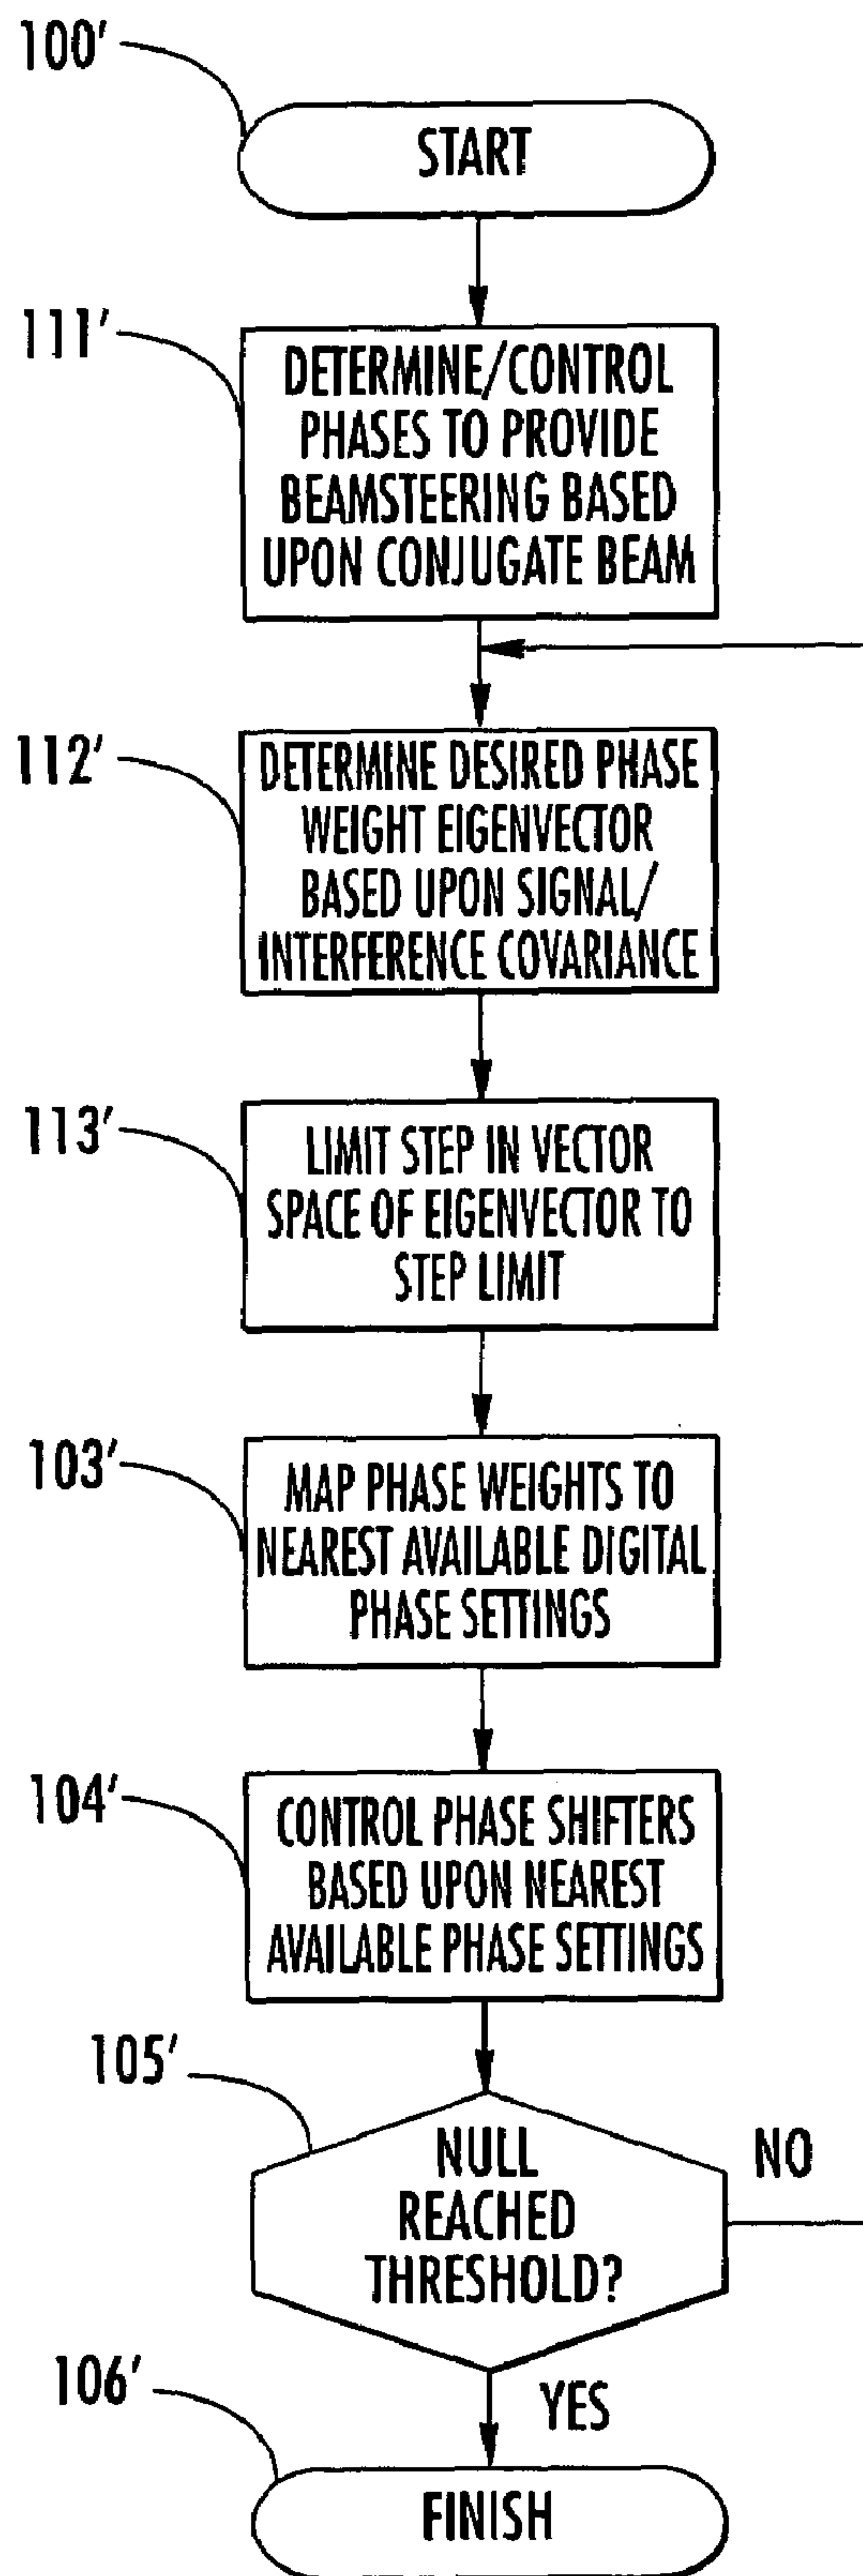 100'
START
111'
DETERMINE/CONTROL
PHASES TO PROVIDE
BEAMSTEERING BASED
UPON CONJUGATE BEAM
112'
DETERMINE DESIRED PHASE
WEIGHT EIGENVECTOR
BASED UPON SIGNAL/
INTERFERENCE COVARIANCE
113'
LIMIT STEP IN VECTOR
SPACE OF EIGENVECTOR TO
STEP LIMIT
103'
MAP PHASE WEIGHTS TO
NEAREST AVAILABLE DIGITAL
PHASE SETTINGS
104'
CONTROL PHASE SHIFTERS
BASED UPON NEAREST
AVAILABLE PHASE SETTINGS
105'
NULL
REACHED
THRESHOLD?
NO
YES
106'
FINISH